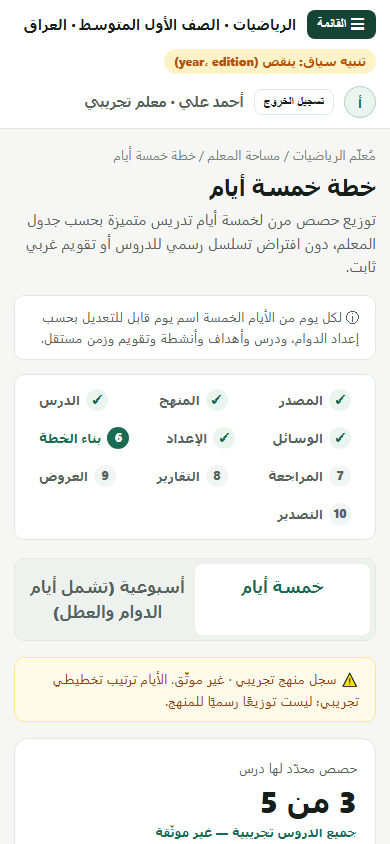 القائمة ☰
الرياضيات · الصف الأول المتوسط · العراق
تنبيه سياق: ينقص (year، edition)
أ
تسجيل الخروج
أحمد علي · معلم تجريبي
مُعلّم الرياضيات / مساحة المعلم / خطة خمسة أيام
خطة خمسة أيام
توزيع حصص مرن لخمسة أيام تدريس متميزة بحسب جدول
المعلم، دون افتراض تسلسل رسمي للدروس أو تقويم غربي
ثابت.
ⓘ لكل يوم من الأيام الخمسة اسم يوم قابل للتعديل بحسب
إعداد الدوام، ودرس وأهداف وأنشطة وتقويم وزمن مستقل.
✓ المصدر ✓ المنهج ✓ الدرس
✓ الوسائل ✓ الإعداد 6 بناء الخطة
7 المراجعة 8 التقارير 9 العروض
10 التصدير
خمسة أيام
أسبوعية (تشمل أيام
الدوام والعطل)
⚠ سجل منهج تجريبي · غير موثّق. الأيام ترتيب تخطيطي
تجريبي؛ ليست توزيعًا رسميًا للمنهج.
حصص محدّد لها درس
3 من 5
جميع الدروس تجريبية — غير موثّقة